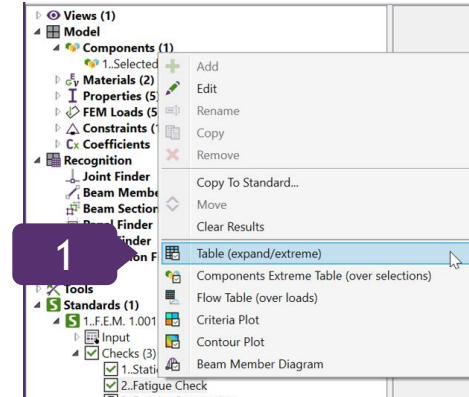 Views (1)
Model
Components (1)
1..Selected
Materials (2)
Properties (5
FEM Loads (5
Constraints (
Coefficients
Recognition
Joint Finder
Beam Membe
Beam Section
Finder
Finder
n F
Tools
Standards (1)
1..F.E.M. 1.001
Input
Checks (3)
1..Stati
2..Fatigue Check
Add
Edit
Rename
Copy
Remove
Copy To Standard...
Move
Clear Results
Table (expand/extreme)
Components Extreme Table (over selections)
Flow Table (over loads)
Criteria Plot
Contour Plot
Beam Member Diagram
1